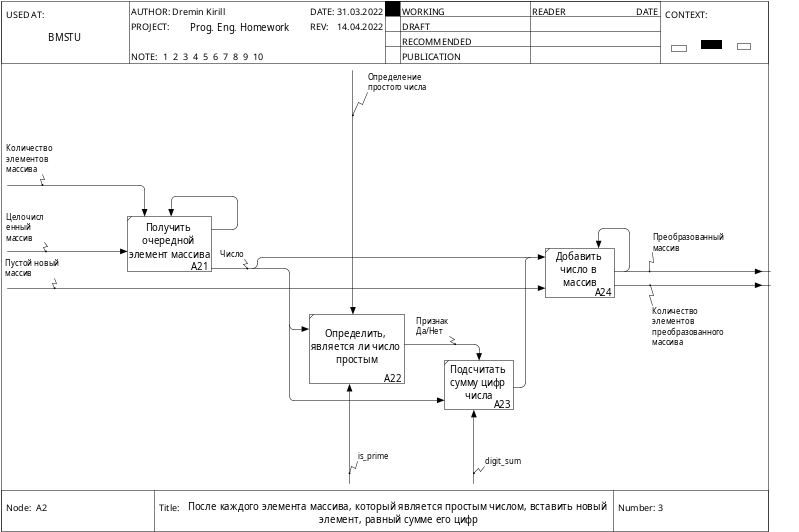 USED AT:
BMSTU
AUTHOR: Dremin Kirill
DATE: 31.03.2022
PROJECT: Prog. Eng. Homework
REV: 14.04.2022
NOTE: 1 2 3 4 5 6 7 8 9 10
WORKING
DRAFT
RECOMMENDED
PUBLICATION
READER DATE
CONTEXT:
Определение
простого числа
Количество
элементов
массива
Целочисл
енный
массив
Пустой новый
массив
Получить
очередной
элемент массива
A21
Число
Определить,
является ли число
простым
A22
Признак
Да/Нет
Подсчитать
сумму цифр
числа
A23
Добавить
число в
массив
A24
Преобразованный
массив
Количество
элементов
преобразованного
массива
is_prime
digit_sum
Node: A2
Title: После каждого элемента массива, который является простым числом, вставить новый
элемент, равный сумме его цифр
Number: 3